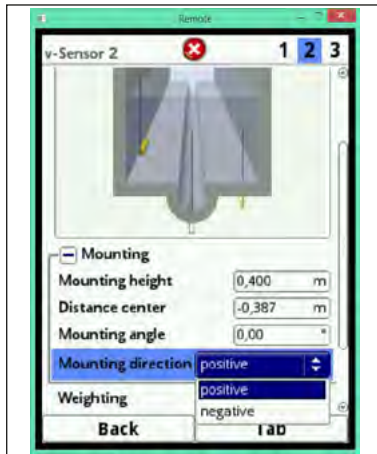 Remote
v-Sensor 2 1 2 3
Mounting
Mounting height 0,400 m
Distance center -0,387 m
Mounting angle 0,00 °
Mounting direction positive
positive
Weighting
negative
Back Tab